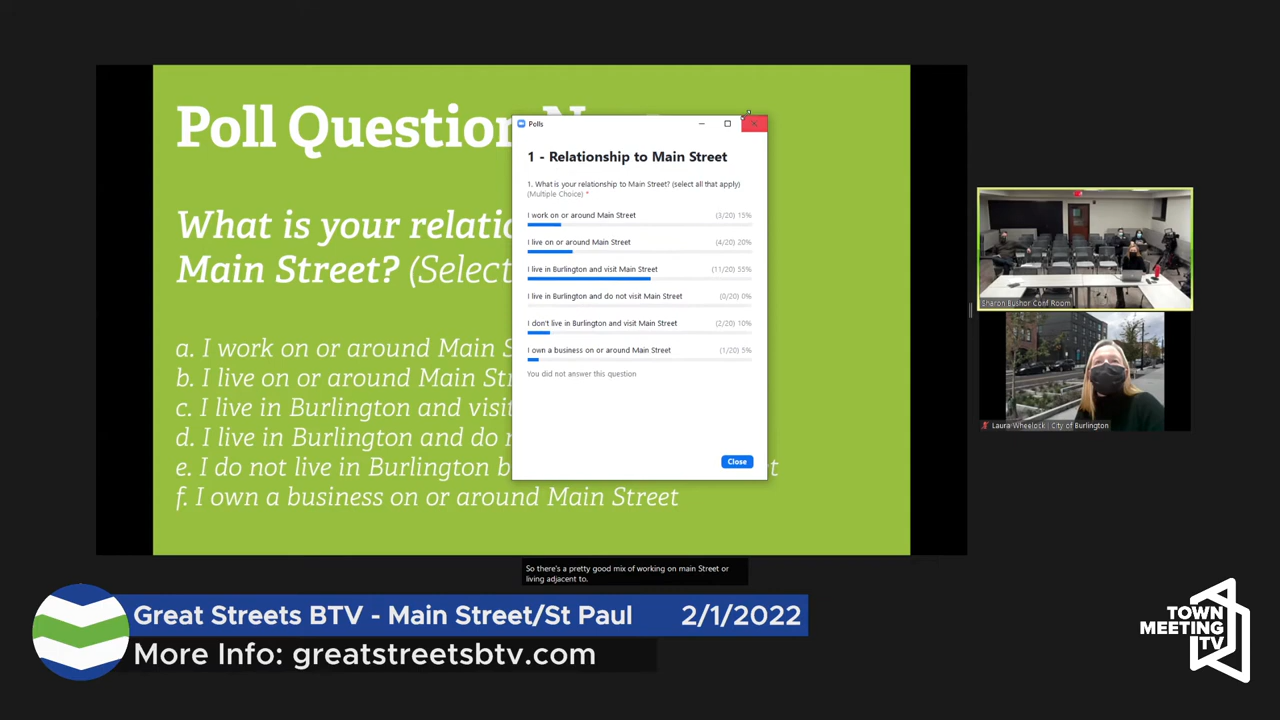 Poll Question N
What is your relatio
Main Street? (Select
a. I work on or around Main S
b. I live on or around Main Str
c. I live in Burlington and visit
d. I live in Burlington and do
e. I do not live in Burlington b
f. I own a business on or around Main Street
Polls
1 - Relationship to Main Street
1. What is your relationship to Main Street? (select all that apply)
(Multiple Choice) *
I work on or around Main Street (3/20) 15%
I live on or around Main Street (4/20) 20%
I live in Burlington and visit Main Street (11/20) 55%
I live in Burlington and do not visit Main Street (0/20) 0%
I don't live in Burlington and visit Main Street (2/20) 10%
I own a business on or around Main Street (1/20) 5%
You did not answer this question
Close
Sharon Bushor Conf Room
Laura Wheelock | City of Burlington
So there's a pretty good mix of working on main Street or
living adjacent to.
Great Streets BTV - Main Street/St Paul 2/1/2022
More Info: greatstreetsbtv.com
TOWN
MEETING
TV